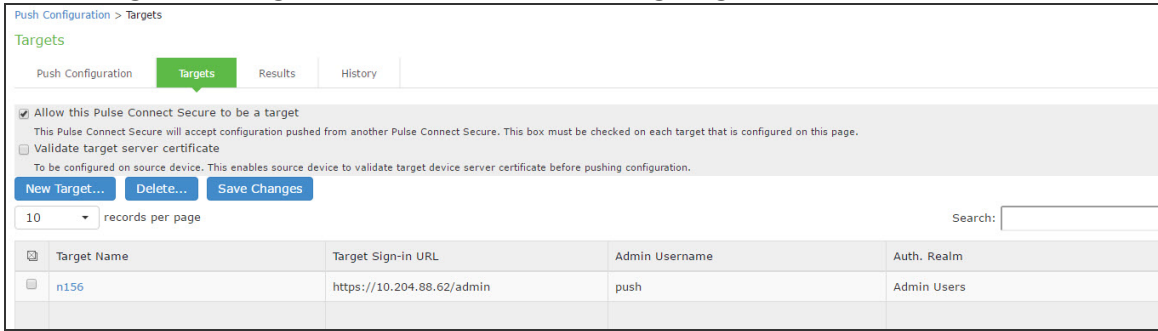 Push Configuration > Targets
Targets
Push Configuration Targets Results History
Allow this Pulse Connect Secure to be a target
This Pulse Connect Secure will accept configuration pushed from another Pulse Connect Secure. This box must be checked on each target that is configured on this page.
Validate target server certificate
To be configured on source device. This enables source device to validate target device server certificate before pushing configuration.
New Target... Delete... Save Changes
10 records per page Search:
Target Name Target Sign-in URL Admin Username Auth. Realm
n156 https://10.204.88.62/admin push Admin Users